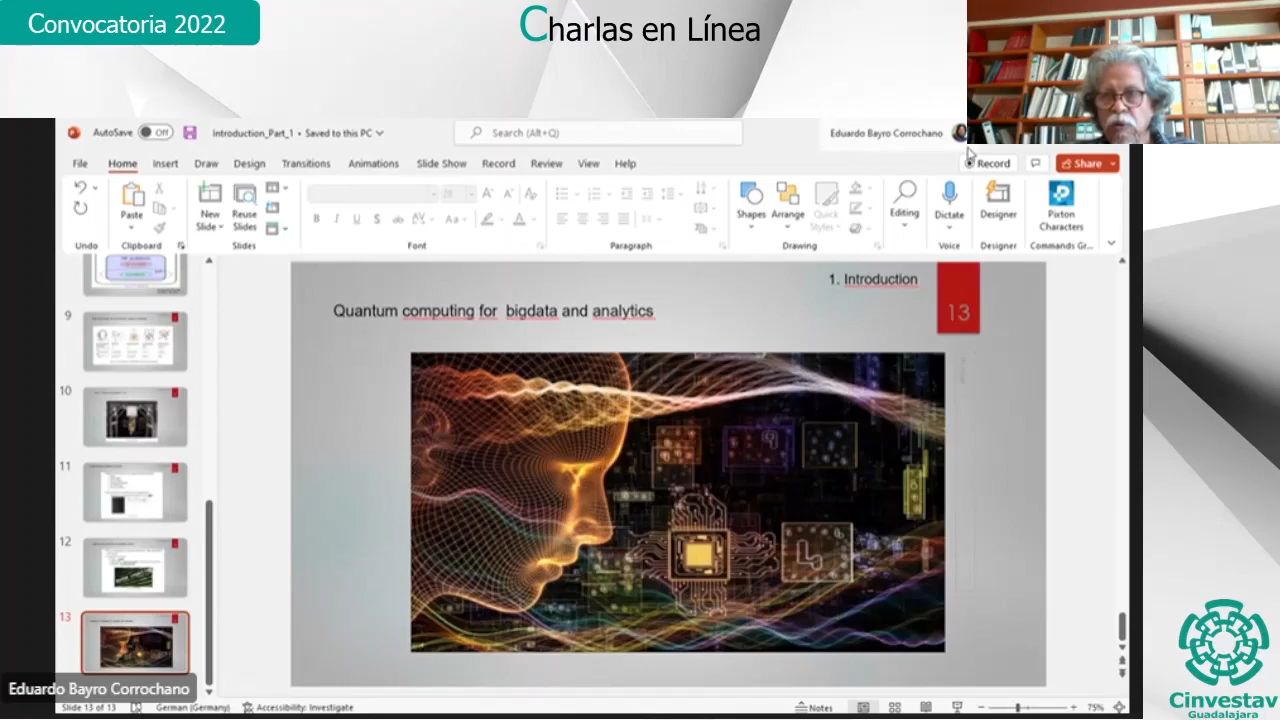 Convocatoria 2022
Charlas en Línea
AutoSave Off Introduction_Part_1 • Saved to this PC Search (Alt+Q) Eduardo Bayro Corrochano
File Home Insert Draw Design Transitions Animations Slide Show Record Review View Help Record Share
Paste New Slide Reuse Slides Shapes Arrange Quick Styles Editing Dictate Designer Pixton Characters
Undo Clipboard Slides Font Paragraph Drawing Voice Designer Commands Gr...
1. Introduction
13
Quantum computing for bigdata and analytics
9
10
11
12
13
Eduardo Bayro Corrochano
Slide 13 of 13 German (Germany) Accessibility: Investigate Notes 75%
Cinvestav
Guadalajara